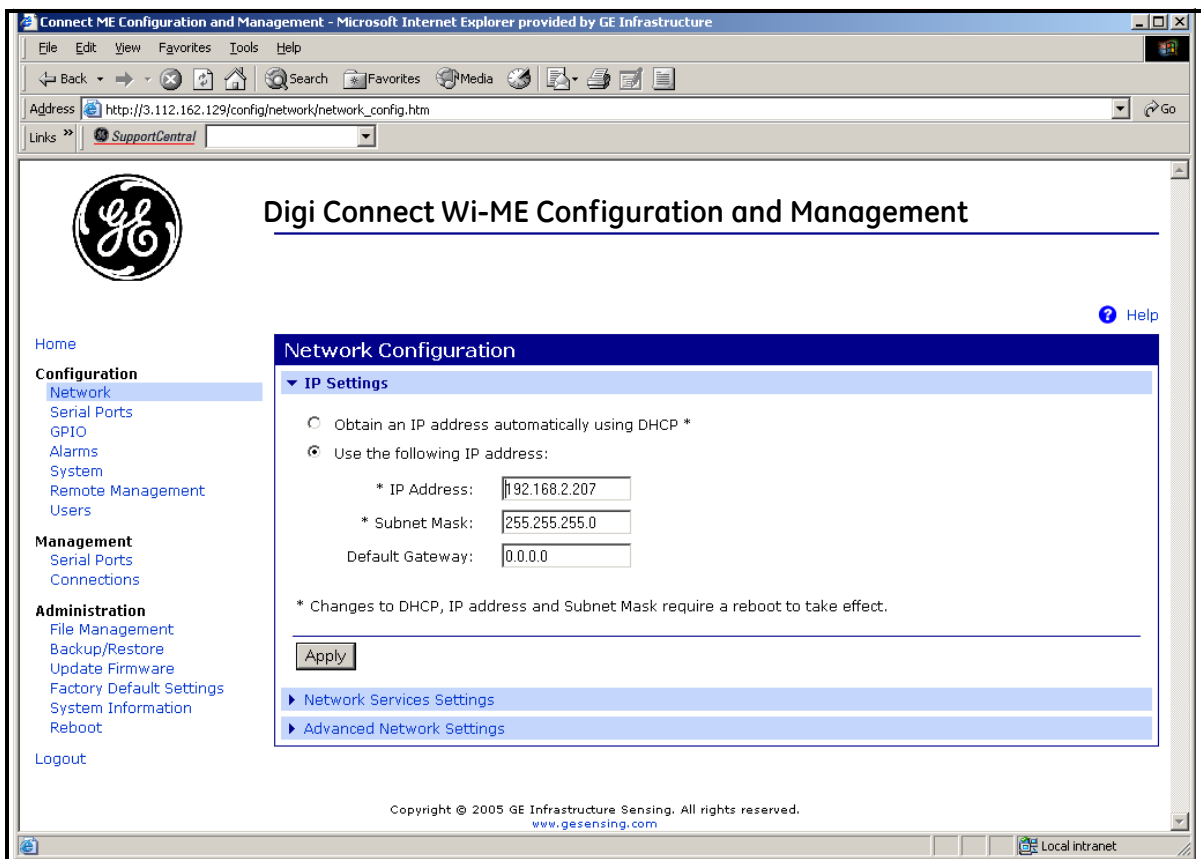 Connect ME Configuration and Management - Microsoft Internet Explorer provided by GE Infrastructure
File Edit View Favorites Tools Help
Back Search Favorites Media
Address http://3.112.162.129/config/network/network_config.htm Go
Links » SupportCentral
GE
Digi Connect Wi-ME Configuration and Management
? Help
Home
Configuration
Network
Serial Ports
GPIO
Alarms
System
Remote Management
Users
Management
Serial Ports
Connections
Administration
File Management
Backup/Restore
Update Firmware
Factory Default Settings
System Information
Reboot
Logout
Network Configuration
IP Settings
Obtain an IP address automatically using DHCP *
Use the following IP address:
* IP Address: 192.168.2.207
* Subnet Mask: 255.255.255.0
Default Gateway: 0.0.0.0
* Changes to DHCP, IP address and Subnet Mask require a reboot to take effect.
Apply
Network Services Settings
Advanced Network Settings
Copyright © 2005 GE Infrastructure Sensing. All rights reserved.
www.gesensing.com
Local intranet